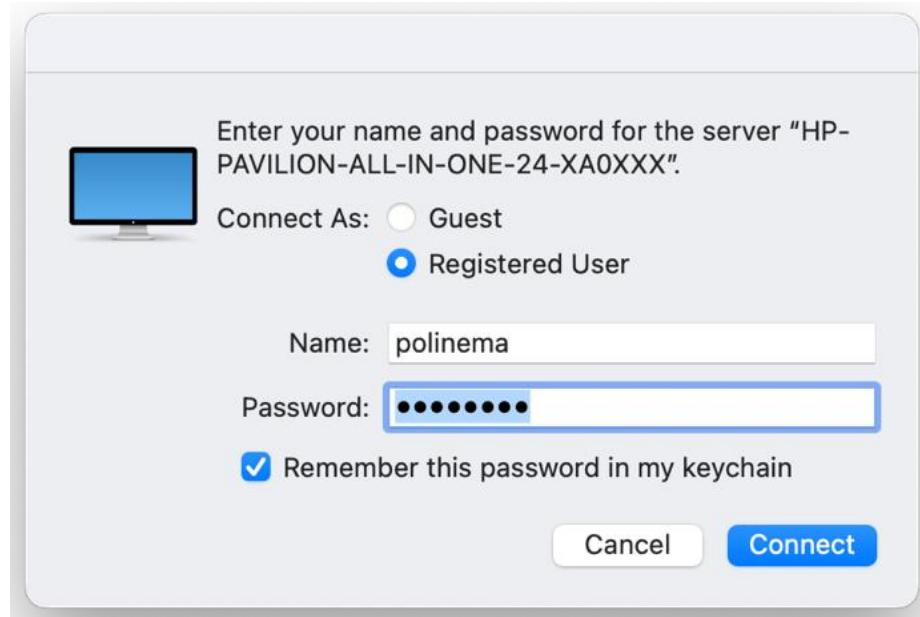 Enter your name and password for the server “HP-
PAVILION-ALL-IN-ONE-24-XA0XXX”.
Connect As: Guest
Registered User
Name: polinema
Password: ••••••••
Remember this password in my keychain
Cancel Connect